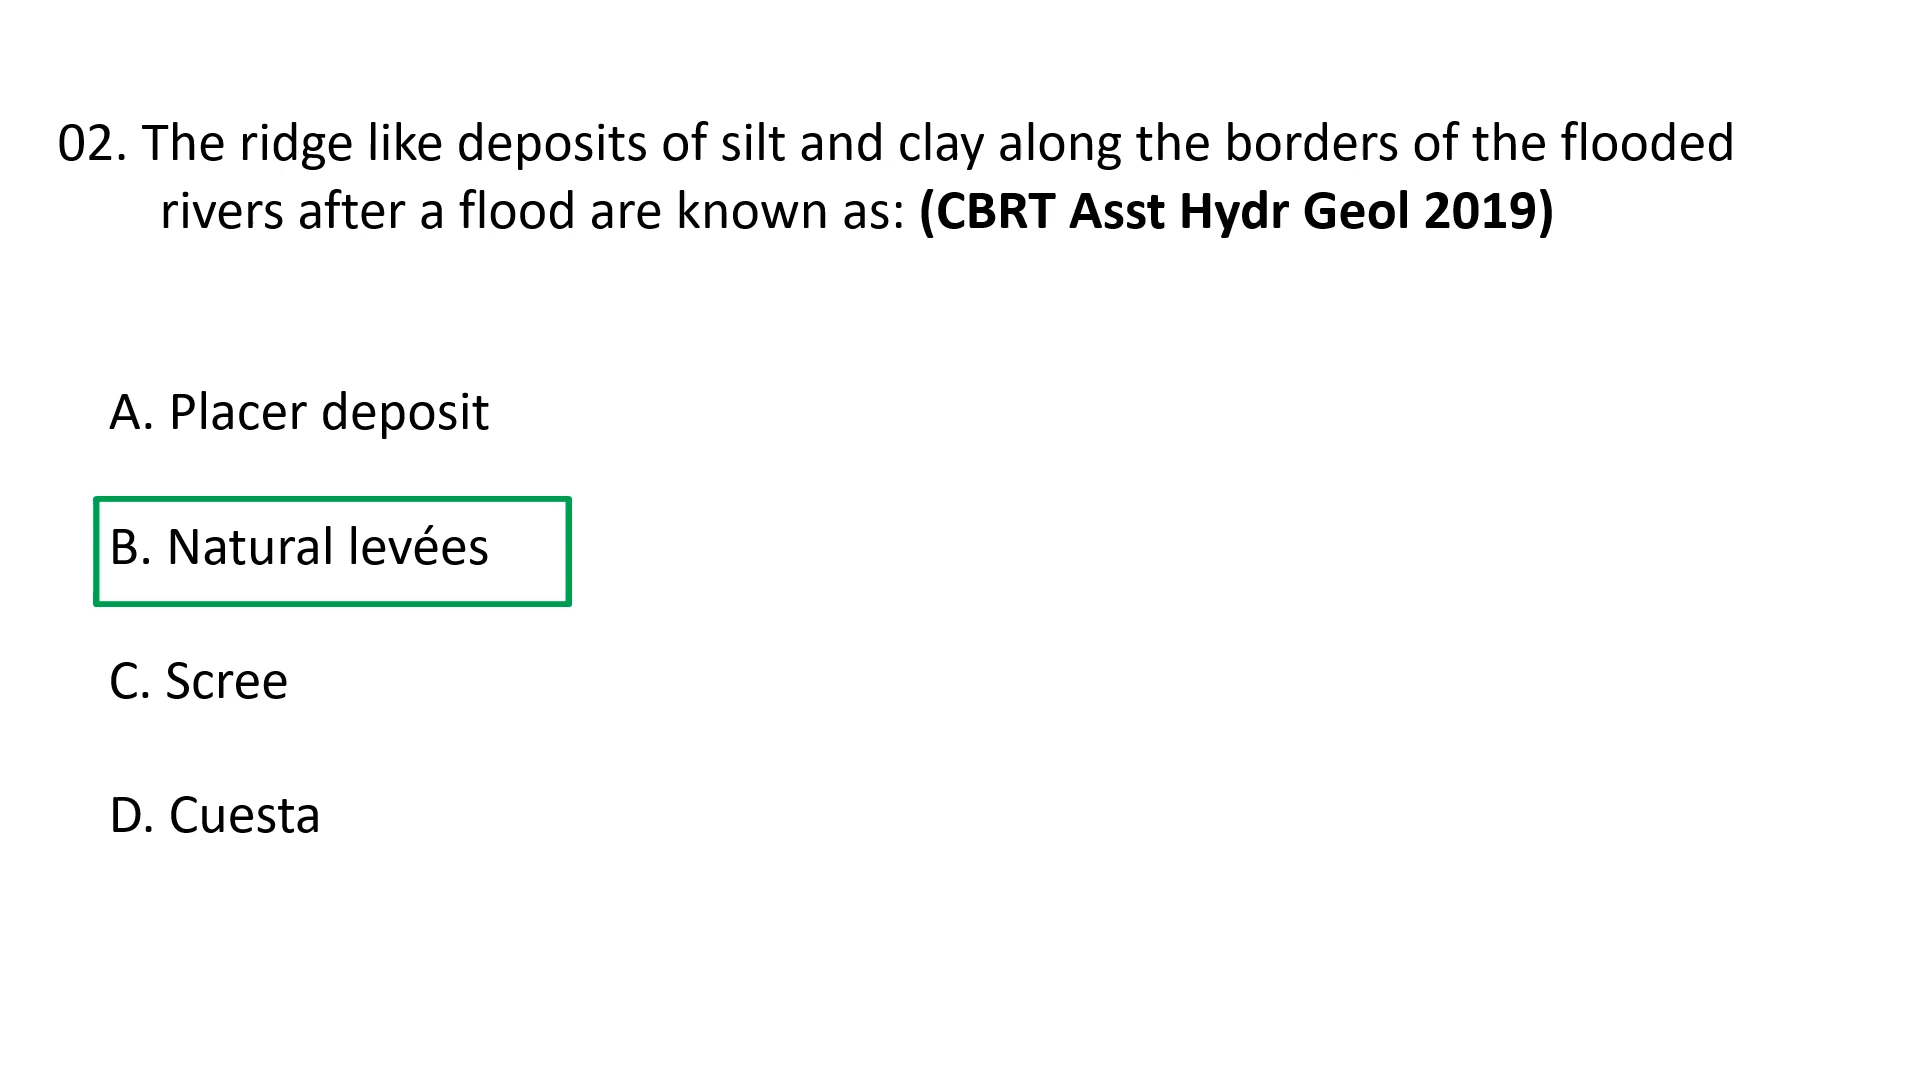 02. The ridge like deposits of silt and clay along the borders of the flooded
rivers after a flood are known as: (CBRT Asst Hydr Geol 2019)
A. Placer deposit
B. Natural levées
C. Scree
D. Cuesta